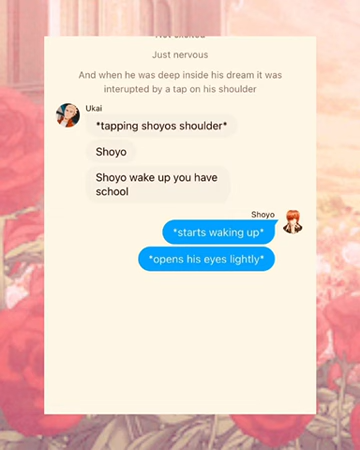 Just nervous
And when he was deep inside his dream it was
interupted by a tap on his shoulder
Ukai
*tapping shoyos shoulder*
Shoyo
Shoyo wake up you have
school
Shoyo
*starts waking up*
*opens his eyes lightly*